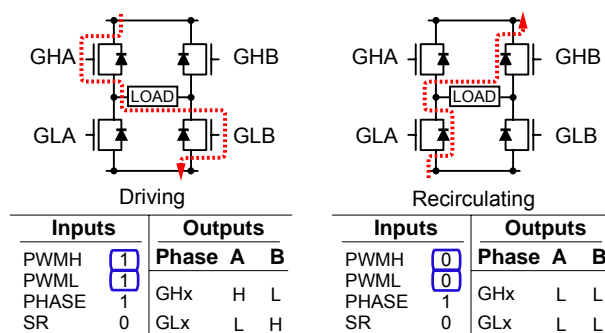 GHA GHB GHA GHB
LOAD LOAD
GLA GLB GLA GLB
Driving Recirculating
Inputs Outputs Inputs Outputs
PWMH 1 Phase A B PWMH 0 Phase A B
PWML 1 PWML 0
PHASE 1 GHx H L PHASE 1 GHx L L
SR 0 GLx L H SR 0 GLx L L